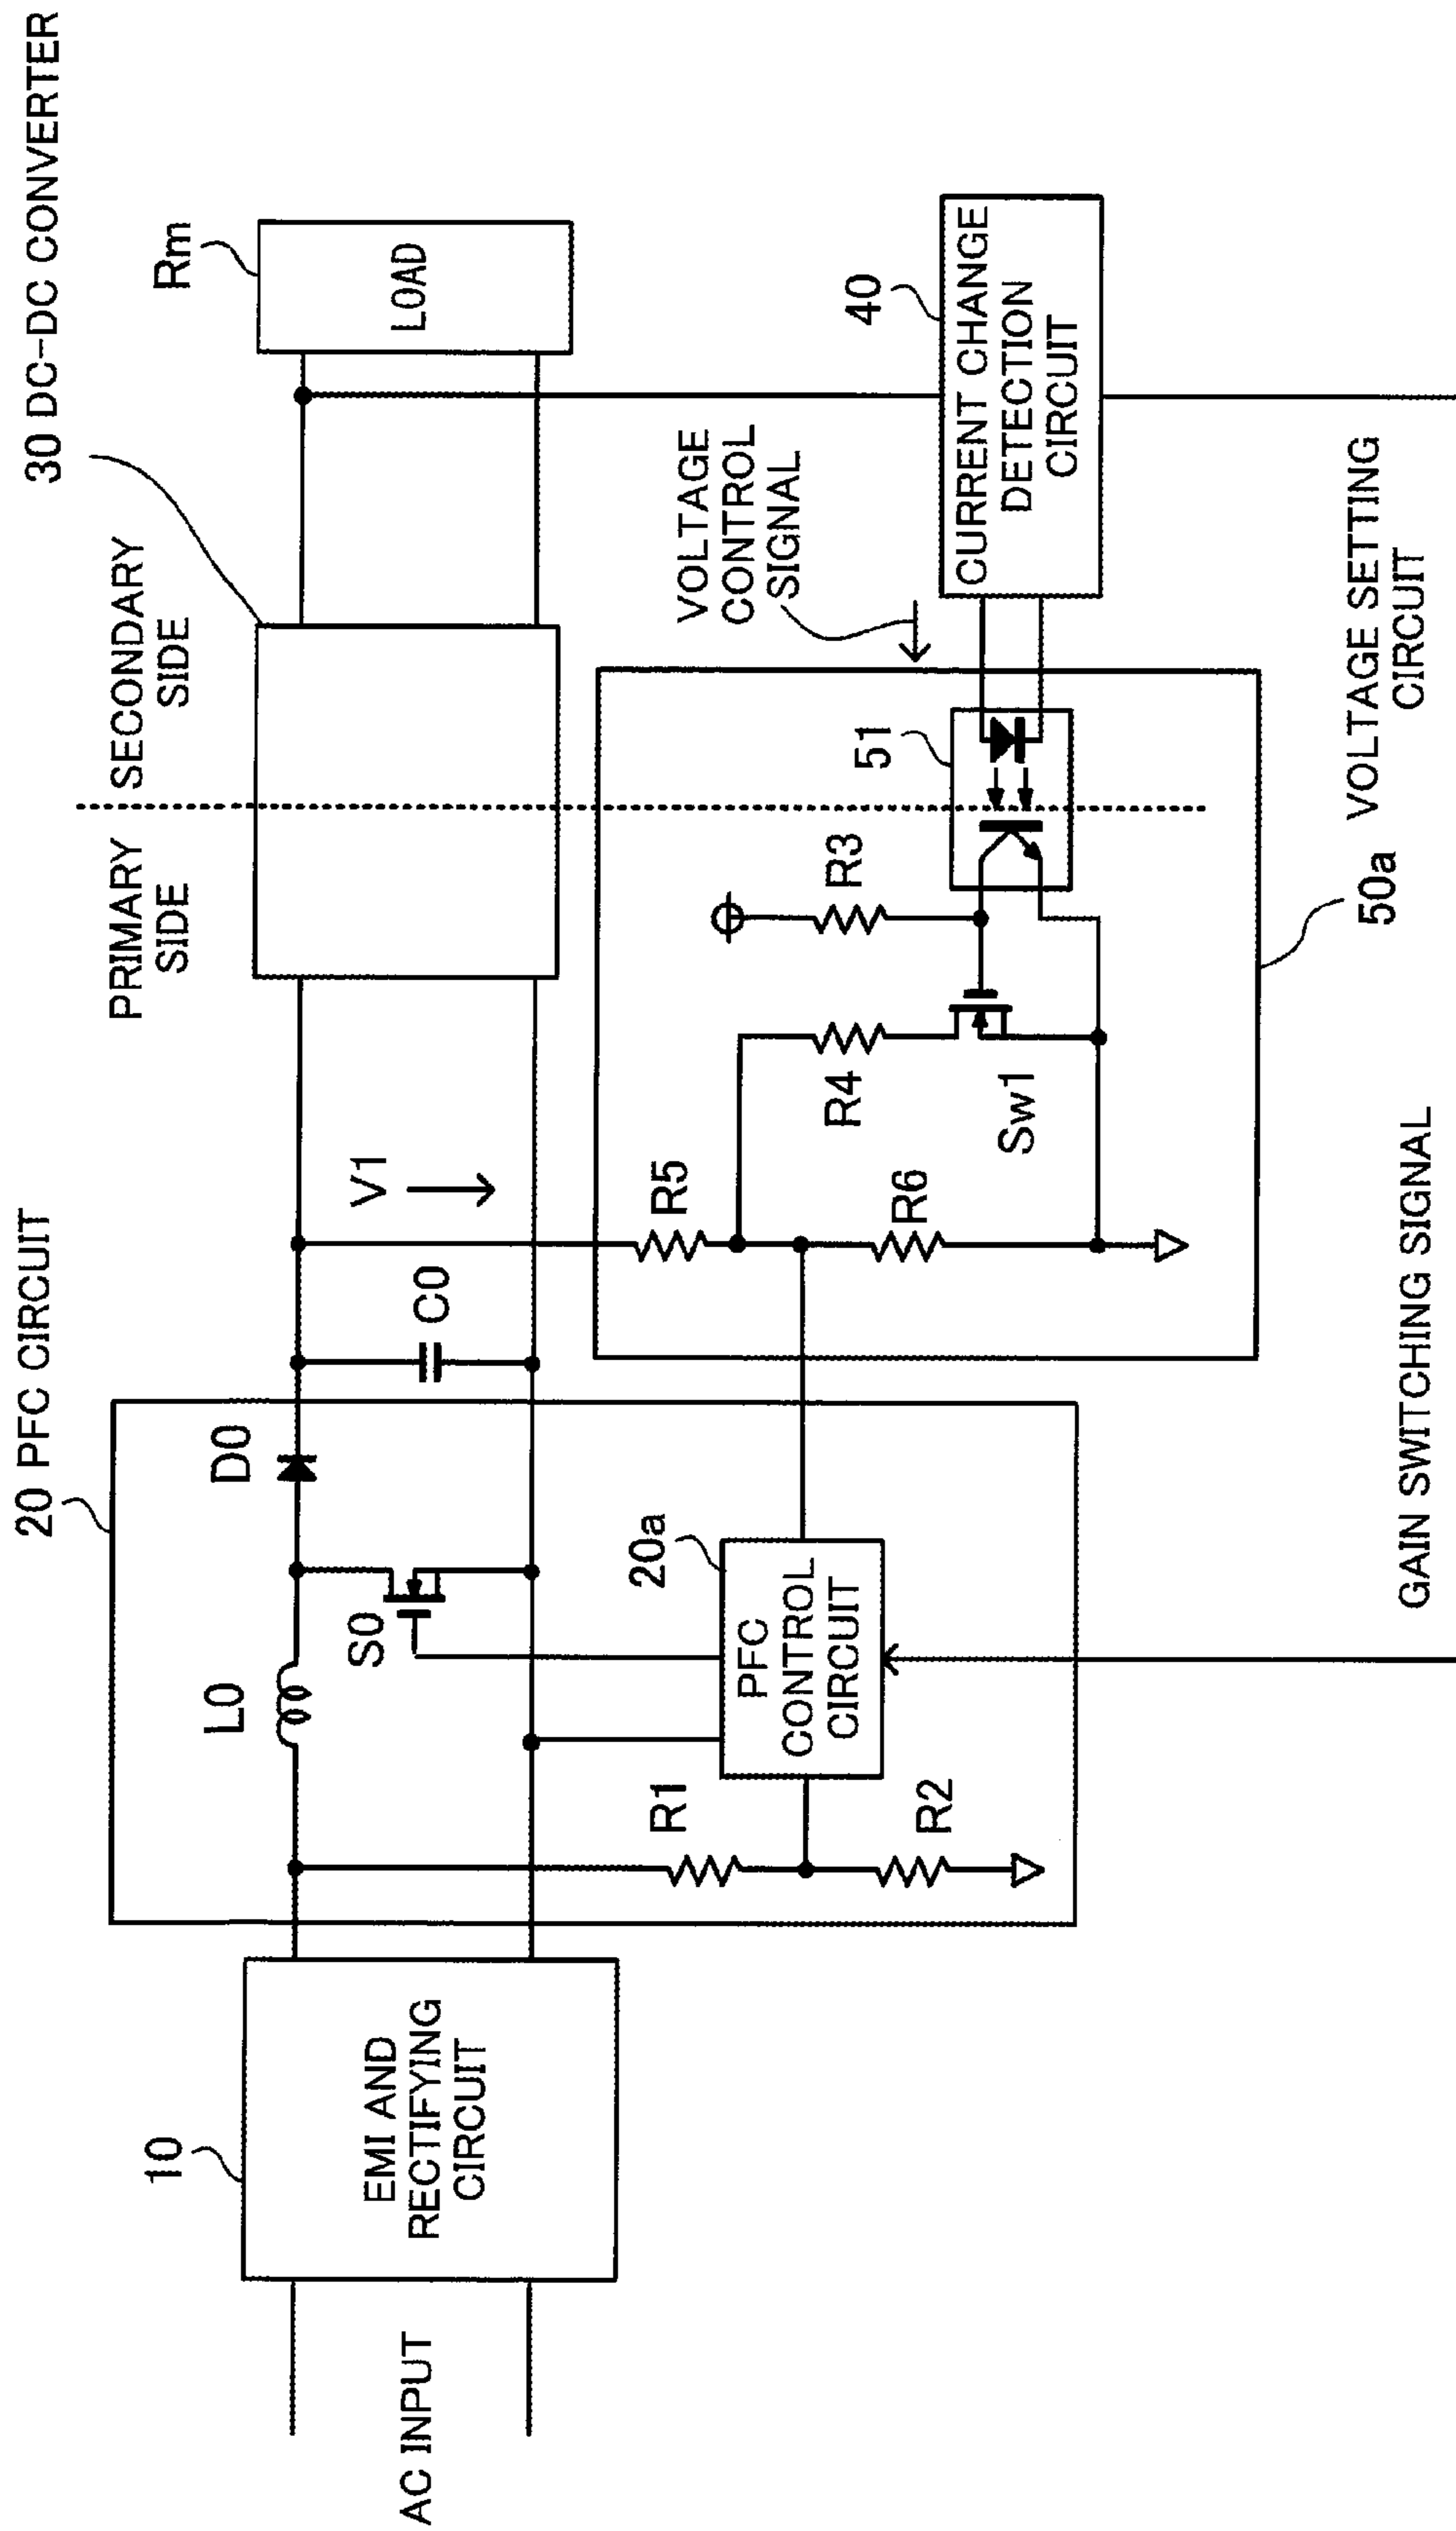 30 DC-DC CONVERTER
20 PFC CIRCUIT
PRIMARY
SIDE
SECONDARY
SIDE
Rm
LOAD
L0
D0
S0
C0
V1
10
EMI AND
RECTIFYING
CIRCUIT
AC INPUT
R1
R2
20a
PFC
CONTROL
CIRCUIT
R5
R6
R4
R3
Sw1
51
VOLTAGE
CONTROL
SIGNAL
40
CURRENT CHANGE
DETECTION
CIRCUIT
50a
VOLTAGE SETTING
CIRCUIT
GAIN SWITCHING SIGNAL